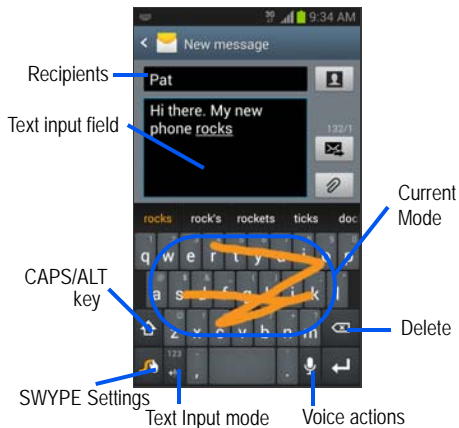 3G 9:34 AM
New message
Recipients
Pat
Hi there. My new
phone rocks
Text input field
132/1
Current
Mode
rocks rock's rockets ticks doc
q w e r t y u i o p
CAPS/ALT
key
a s d f g h j k l
z x c v b n m
Delete
123
, .
SWYPE Settings
Text Input mode
Voice actions